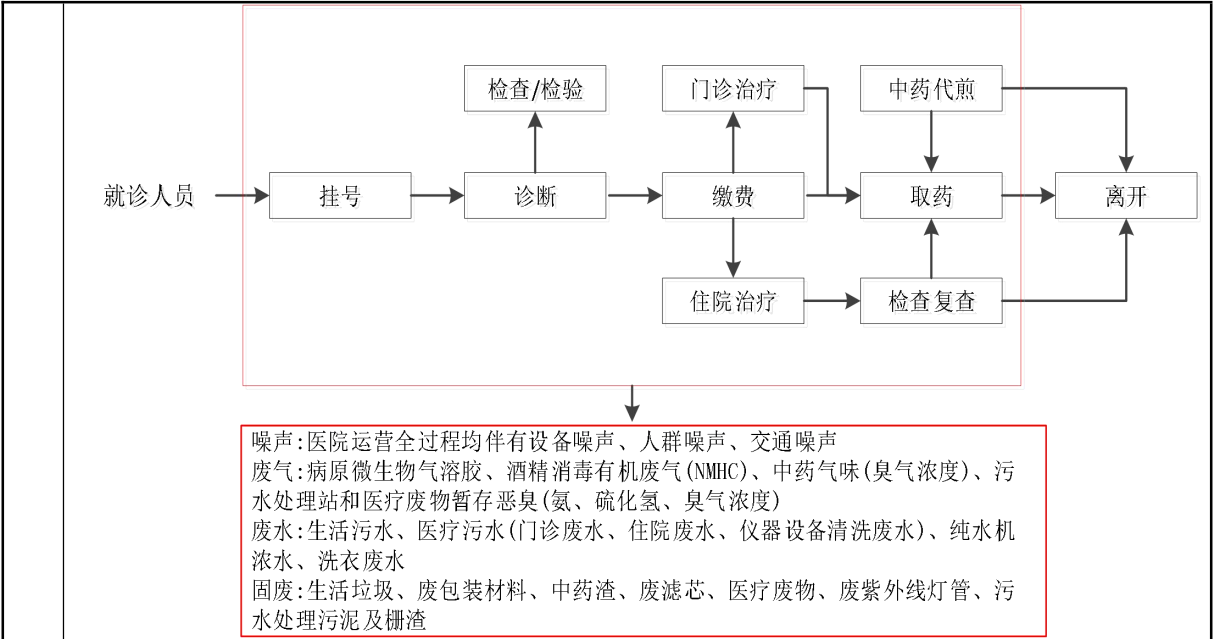 检查/检验
门诊治疗
中药代煎
就诊人员
挂号
诊断
缴费
取药
离开
住院治疗
检查复查
噪声:医院运营全过程均伴有设备噪声、人群噪声、交通噪声
废气:病原微生物气溶胶、酒精消毒有机废气(NMHC)、中药气味(臭气浓度)、污
水处理站和医疗废物暂存恶臭(氨、硫化氢、臭气浓度)
废水:生活污水、医疗污水(门诊废水、住院废水、仪器设备清洗废水)、纯水机
浓水、洗衣废水
固废:生活垃圾、废包装材料、中药渣、废滤芯、医疗废物、废紫外线灯管、污
水处理污泥及栅渣